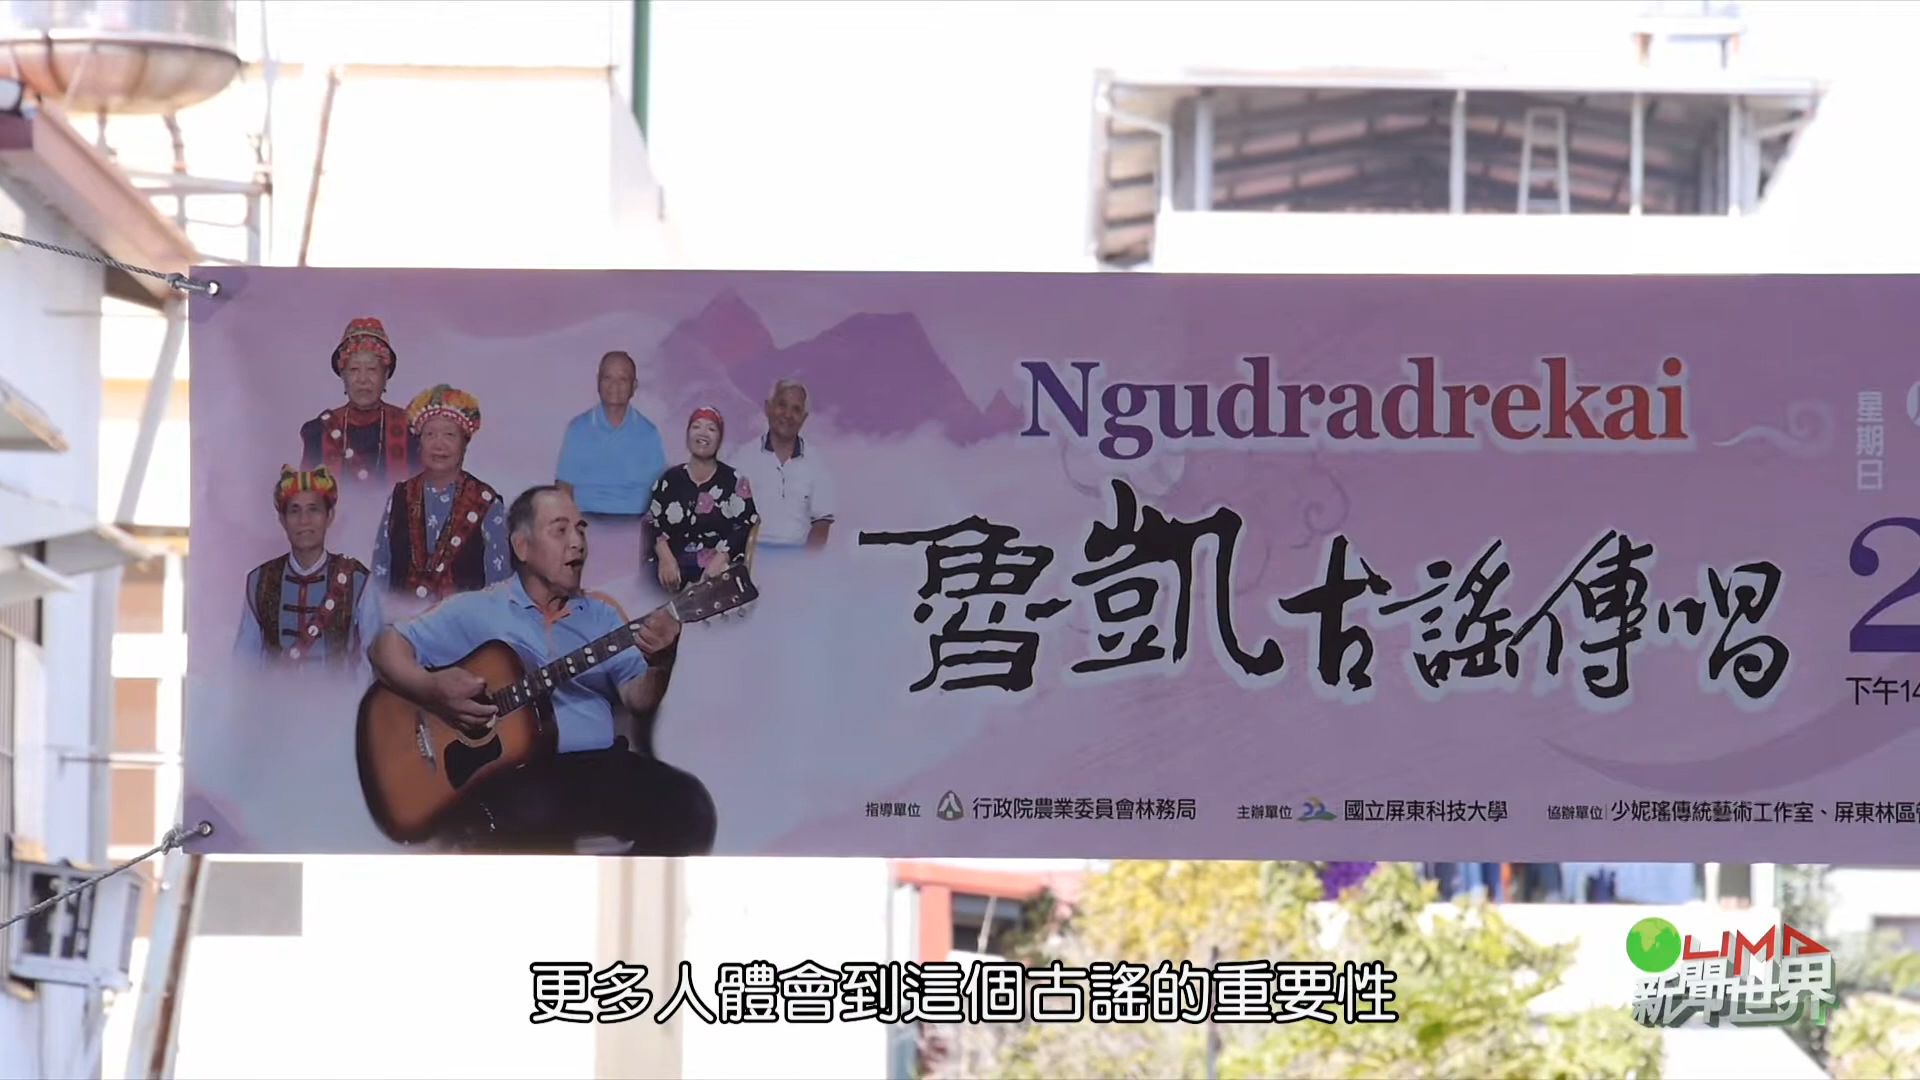 Ngudradrekai
魯凱古謠傳唱
星期日
2
下午14
指導單位 行政院農業委員會林務局 主辦單位 國立屏東科技大學 協辦單位 少妮瑤傳統藝術工作室、屏東林區
更多人體會到這個古謠的重要性
LIMA
新聞世界